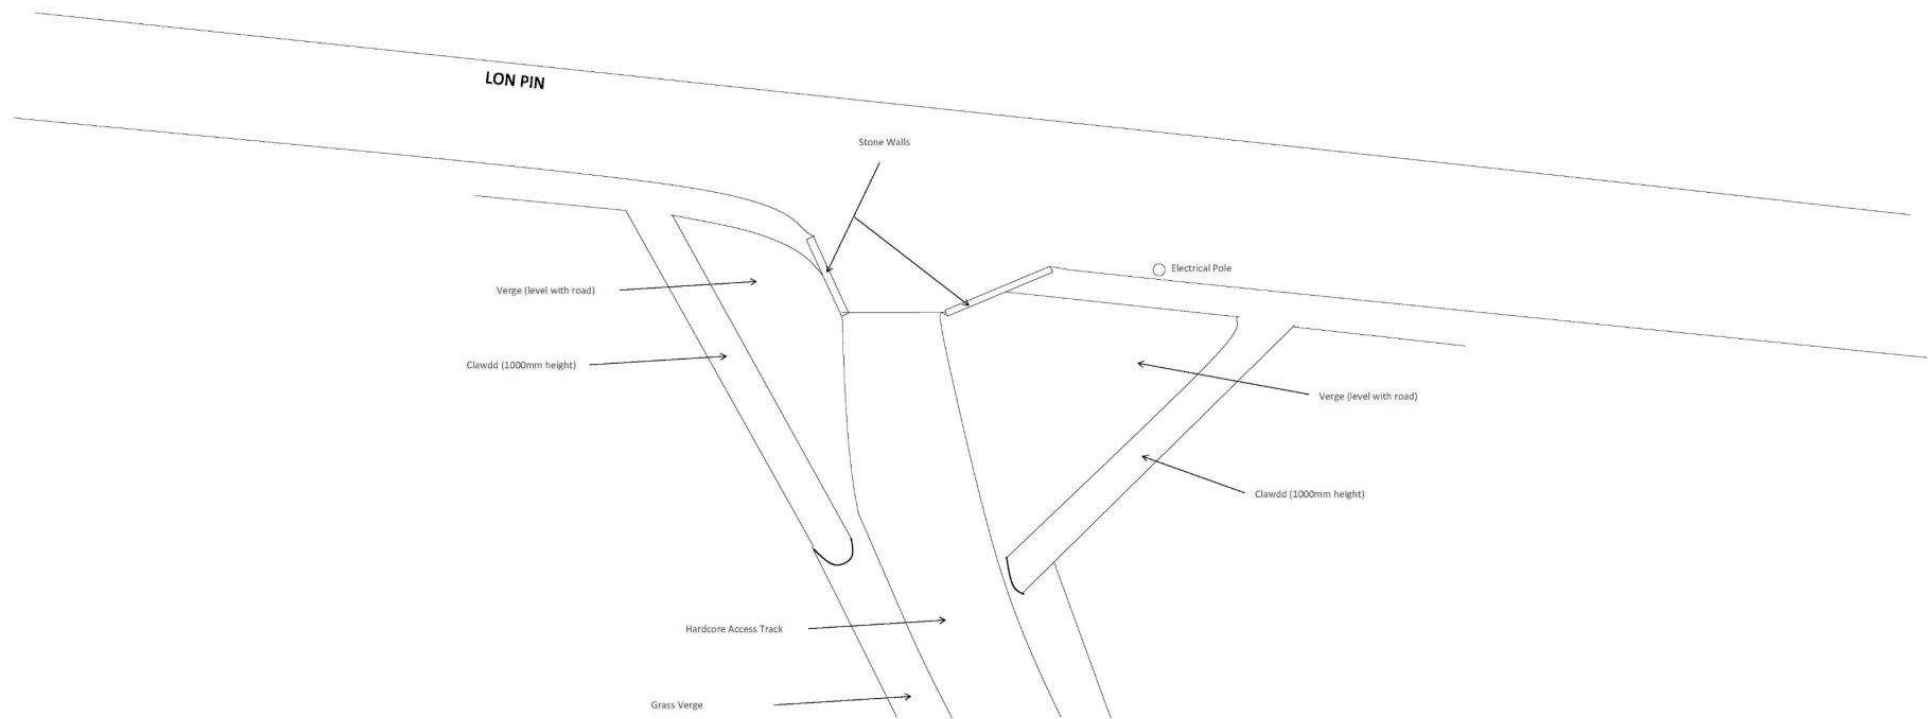 LON PIN
Stone Walls
Electrical Pole
Verge (level with road)
Clawdd (1000mm height)
Verge (level with road)
Clawdd (1000mm height)
Hardcore Access Track
Grass Verge